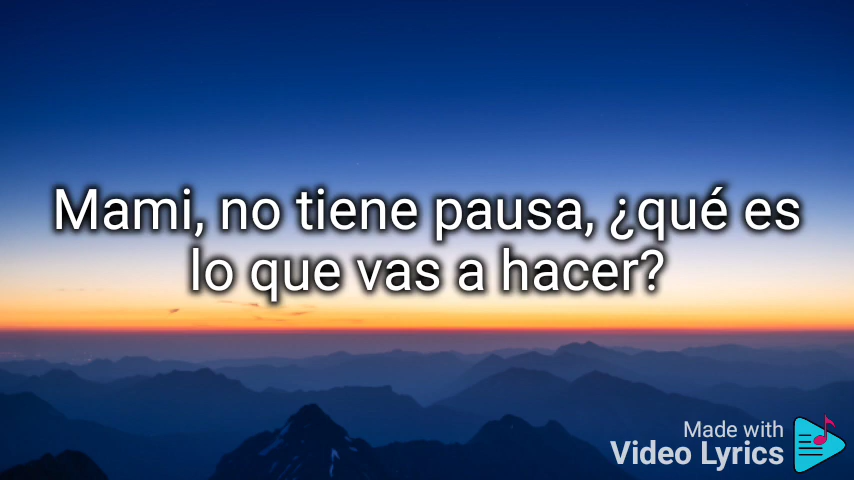 Mami, no tiene pausa, ¿qué es
lo que vas a hacer?
Made with
Video Lyrics